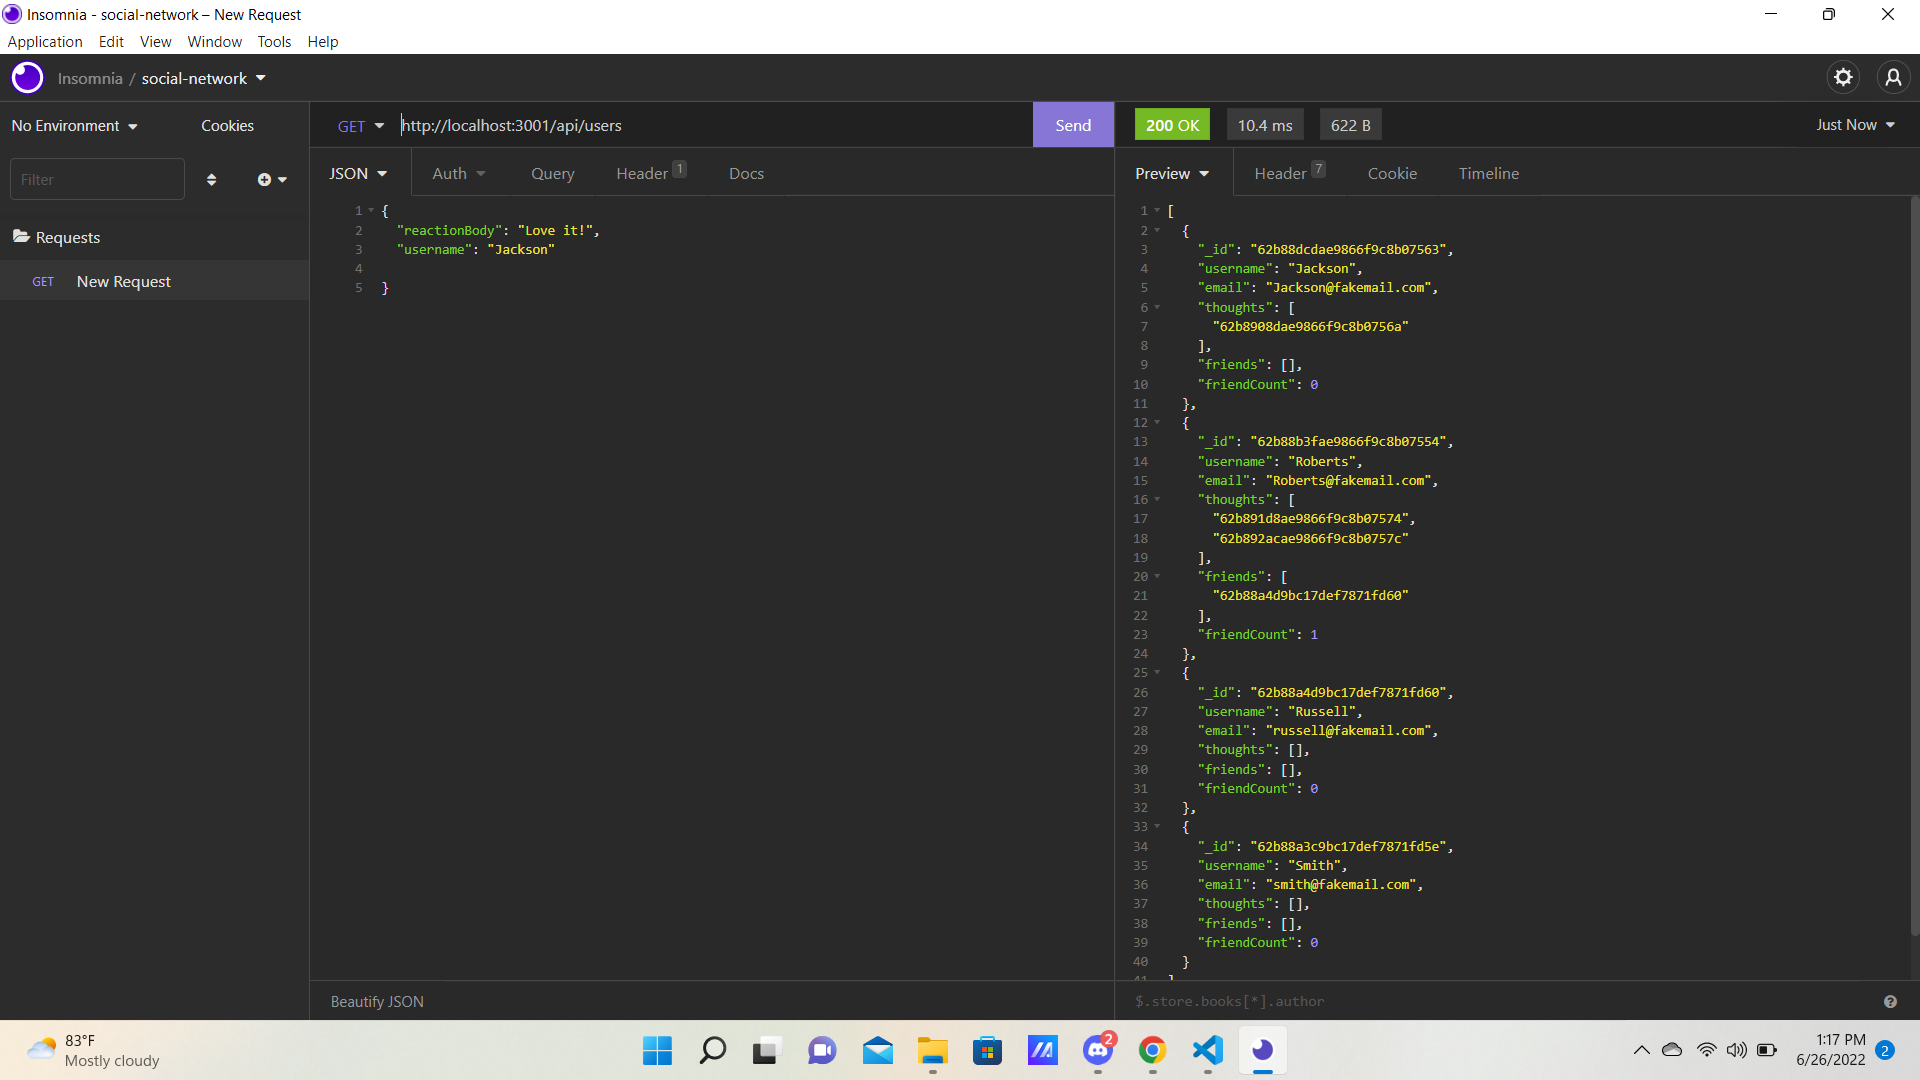 Insomnia - social-network – New Request
Application Edit View Window Tools Help
Insomnia / social-network
No Environment Cookies
GET http://localhost:3001/api/users Send
200 OK 10.4 ms 622 B Just Now
Filter
JSON Auth Query Header 1 Docs
Preview Header 7 Cookie Timeline
Requests
GET New Request
1 {
2 "reactionBody": "Love it!",
3 "username": "Jackson"
4
5 }
1 [
2 {
3 "_id": "62b88dcdae9866f9c8b07563",
4 "username": "Jackson",
5 "email": "Jackson@fakemail.com",
6 "thoughts": [
7 "62b8908dae9866f9c8b0756a"
8 ],
9 "friends": [],
10 "friendCount": 0
11 },
12 {
13 "_id": "62b88b3fae9866f9c8b07554",
14 "username": "Roberts",
15 "email": "Roberts@fakemail.com",
16 "thoughts": [
17 "62b891d8ae9866f9c8b07574",
18 "62b892acae9866f9c8b0757c"
19 ],
20 "friends": [
21 "62b88a4d9bc17def7871fd60"
22 ],
23 "friendCount": 1
24 },
25 {
26 "_id": "62b88a4d9bc17def7871fd60",
27 "username": "Russell",
28 "email": "russell@fakemail.com",
29 "thoughts": [],
30 "friends": [],
31 "friendCount": 0
32 },
33 {
34 "_id": "62b88a3c9bc17def7871fd5e",
35 "username": "Smith",
36 "email": "smith@fakemail.com",
37 "thoughts": [],
38 "friends": [],
39 "friendCount": 0
40 }
41 ]
Beautify JSON
$.store.books[*].author
83°F
Mostly cloudy
2
1:17 PM
6/26/2022
2